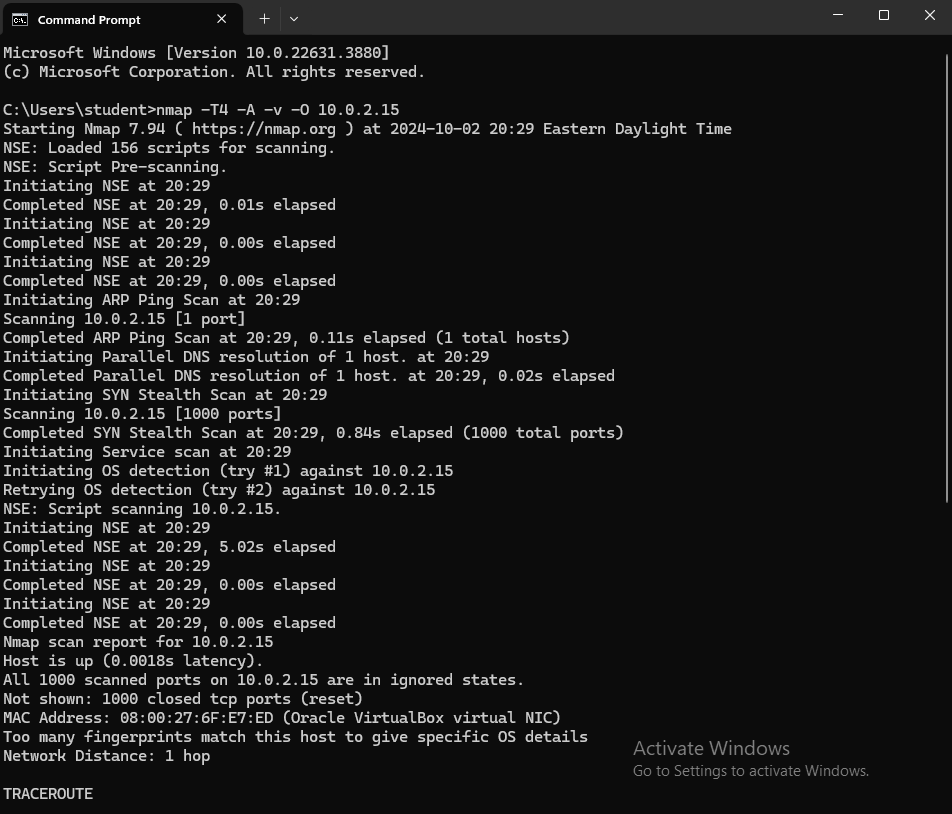 Command Prompt
Microsoft Windows [Version 10.0.22631.3880]
(c) Microsoft Corporation. All rights reserved.
C:\Users\student>nmap -T4 -A -v -O 10.0.2.15
Starting Nmap 7.94 ( https://nmap.org ) at 2024-10-02 20:29 Eastern Daylight Time
NSE: Loaded 156 scripts for scanning.
NSE: Script Pre-scanning.
Initiating NSE at 20:29
Completed NSE at 20:29, 0.01s elapsed
Initiating NSE at 20:29
Completed NSE at 20:29, 0.00s elapsed
Initiating NSE at 20:29
Completed NSE at 20:29, 0.00s elapsed
Initiating ARP Ping Scan at 20:29
Scanning 10.0.2.15 [1 port]
Completed ARP Ping Scan at 20:29, 0.11s elapsed (1 total hosts)
Initiating Parallel DNS resolution of 1 host. at 20:29
Completed Parallel DNS resolution of 1 host. at 20:29, 0.02s elapsed
Initiating SYN Stealth Scan at 20:29
Scanning 10.0.2.15 [1000 ports]
Completed SYN Stealth Scan at 20:29, 0.84s elapsed (1000 total ports)
Initiating Service scan at 20:29
Initiating OS detection (try #1) against 10.0.2.15
Retrying OS detection (try #2) against 10.0.2.15
NSE: Script scanning 10.0.2.15.
Initiating NSE at 20:29
Completed NSE at 20:29, 5.02s elapsed
Initiating NSE at 20:29
Completed NSE at 20:29, 0.00s elapsed
Initiating NSE at 20:29
Completed NSE at 20:29, 0.00s elapsed
Nmap scan report for 10.0.2.15
Host is up (0.0018s latency).
All 1000 scanned ports on 10.0.2.15 are in ignored states.
Not shown: 1000 closed tcp ports (reset)
MAC Address: 08:00:27:6F:E7:ED (Oracle VirtualBox virtual NIC)
Too many fingerprints match this host to give specific OS details
Network Distance: 1 hop
TRACEROUTE
Activate Windows
Go to Settings to activate Windows.